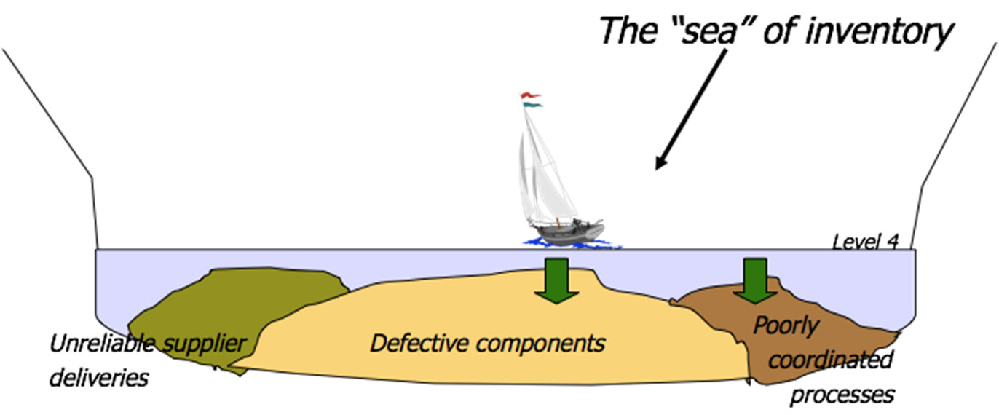 The “sea” of inventory
Level 4
Unreliable supplier
deliveries
Defective components
Poorly
coordinated
processes